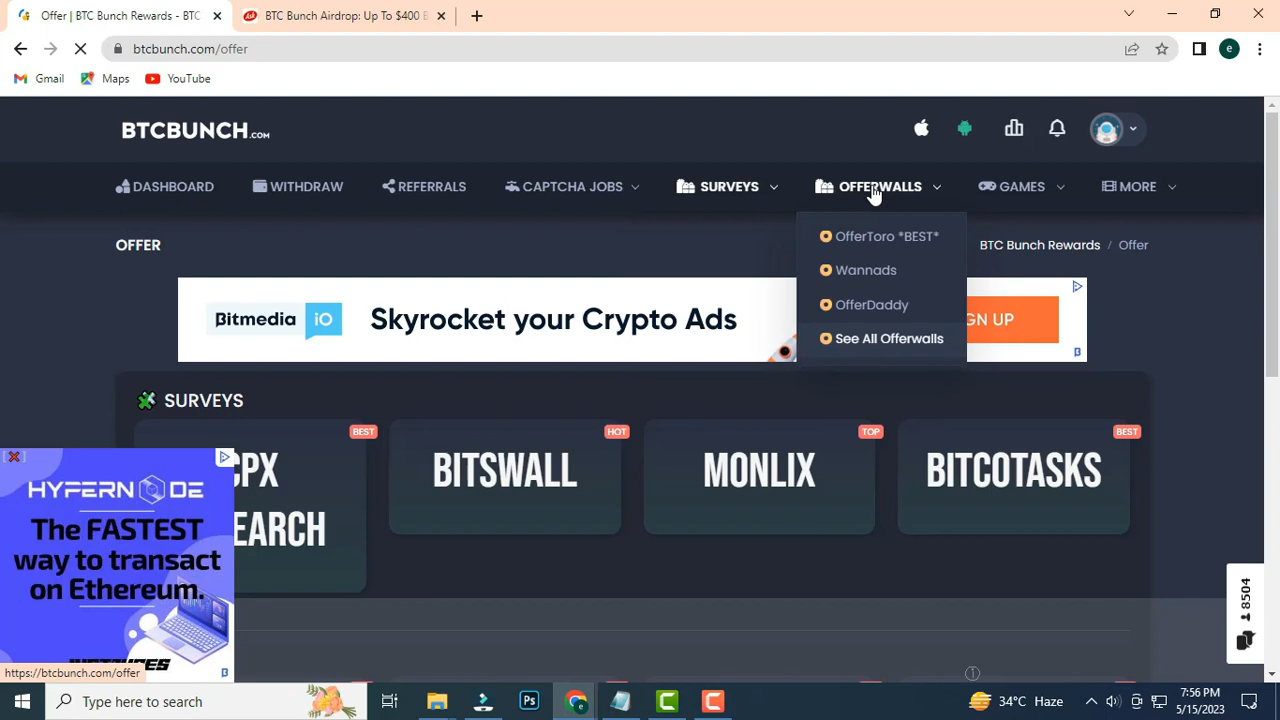 Offer | BTC Bunch Rewards - BTC
BTC Bunch Airdrop: Up To $400 B
btcbunch.com/offer
e
Gmail
Maps
YouTube
BTCBUNCH.COM
DASHBOARD
WITHDRAW
REFERRALS
CAPTCHA JOBS
SURVEYS
OFFERWALLS
GAMES
MORE
OfferToro *BEST*
Wannads
OfferDaddy
See All Offerwalls
OFFER
BTC Bunch Rewards / Offer
Bitmedia IO
Skyrocket your Crypto Ads
GN UP
SURVEYS
BEST
HOT
TOP
BEST
CPX
EARCH
BITSWALL
MONLIX
BITCOTASKS
HYPERNODE
The FASTEST
way to transact
on Ethereum.
8504
https://btcbunch.com/offer
Type here to search
Ps
34°C Haze
7:56 PM
5/15/2023